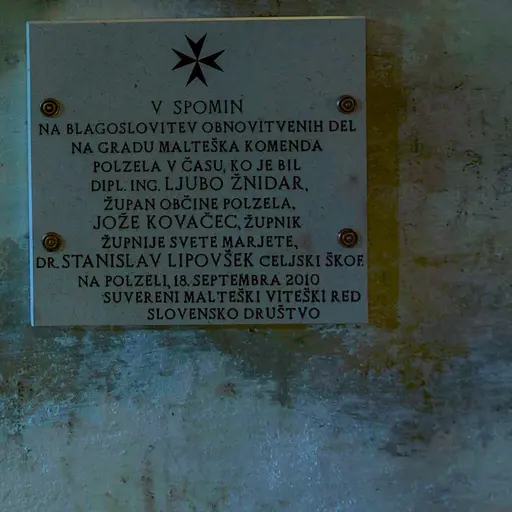 V SPOMIN
NA BLAGOSLOVITEV OBNOVITVENIH DEL
NA GRADU MALTEŠKA KOMENDA
POLZELA V ČASU, KO JE BIL
DIPL. ING. LJUBO ŽNIDAR,
ŽUPAN OBČINE POLZELA,
JOŽE KOVAČEC, ŽUPNIK
ŽUPNIJE SVETE MARJETE,
DR. STANISLAV LIPOVŠEK CELJSKI ŠKOF.
NA POLZELI, 18. SEPTEMBRA 2010
SUVERENI MALTEŠKI VITEŠKI RED
SLOVENSKO DRUŠTVO